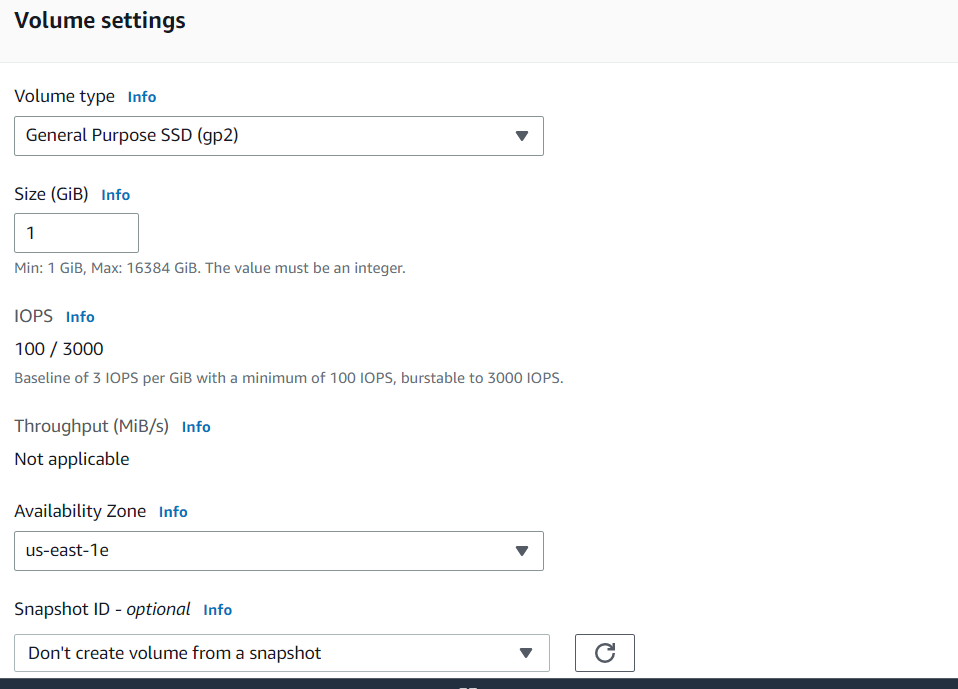 Volume settings
Volume type Info
General Purpose SSD (gp2)
Size (GiB) Info
1
Min: 1 GiB, Max: 16384 GiB. The value must be an integer.
IOPS Info
100 / 3000
Baseline of 3 IOPS per GiB with a minimum of 100 IOPS, burstable to 3000 IOPS.
Throughput (MiB/s) Info
Not applicable
Availability Zone Info
us-east-1e
Snapshot ID - optional Info
Don't create volume from a snapshot